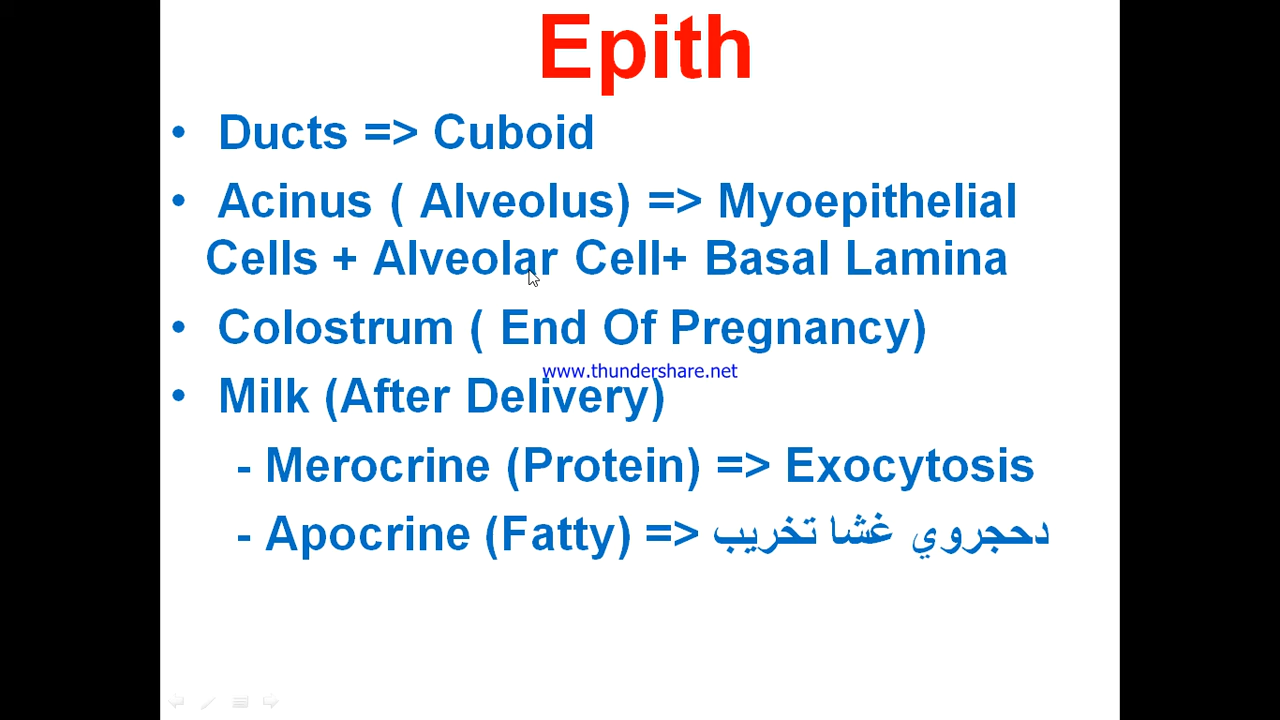 Epith
• Ducts => Cuboid
• Acinus ( Alveolus) => Myoepithelial
Cells + Alveolar Cell+ Basal Lamina
• Colostrum ( End Of Pregnancy)
www.thundershare.net
• Milk (After Delivery)
- Merocrine (Protein) => Exocytosis
- Apocrine (Fatty) => دحجروي غشا تخريب